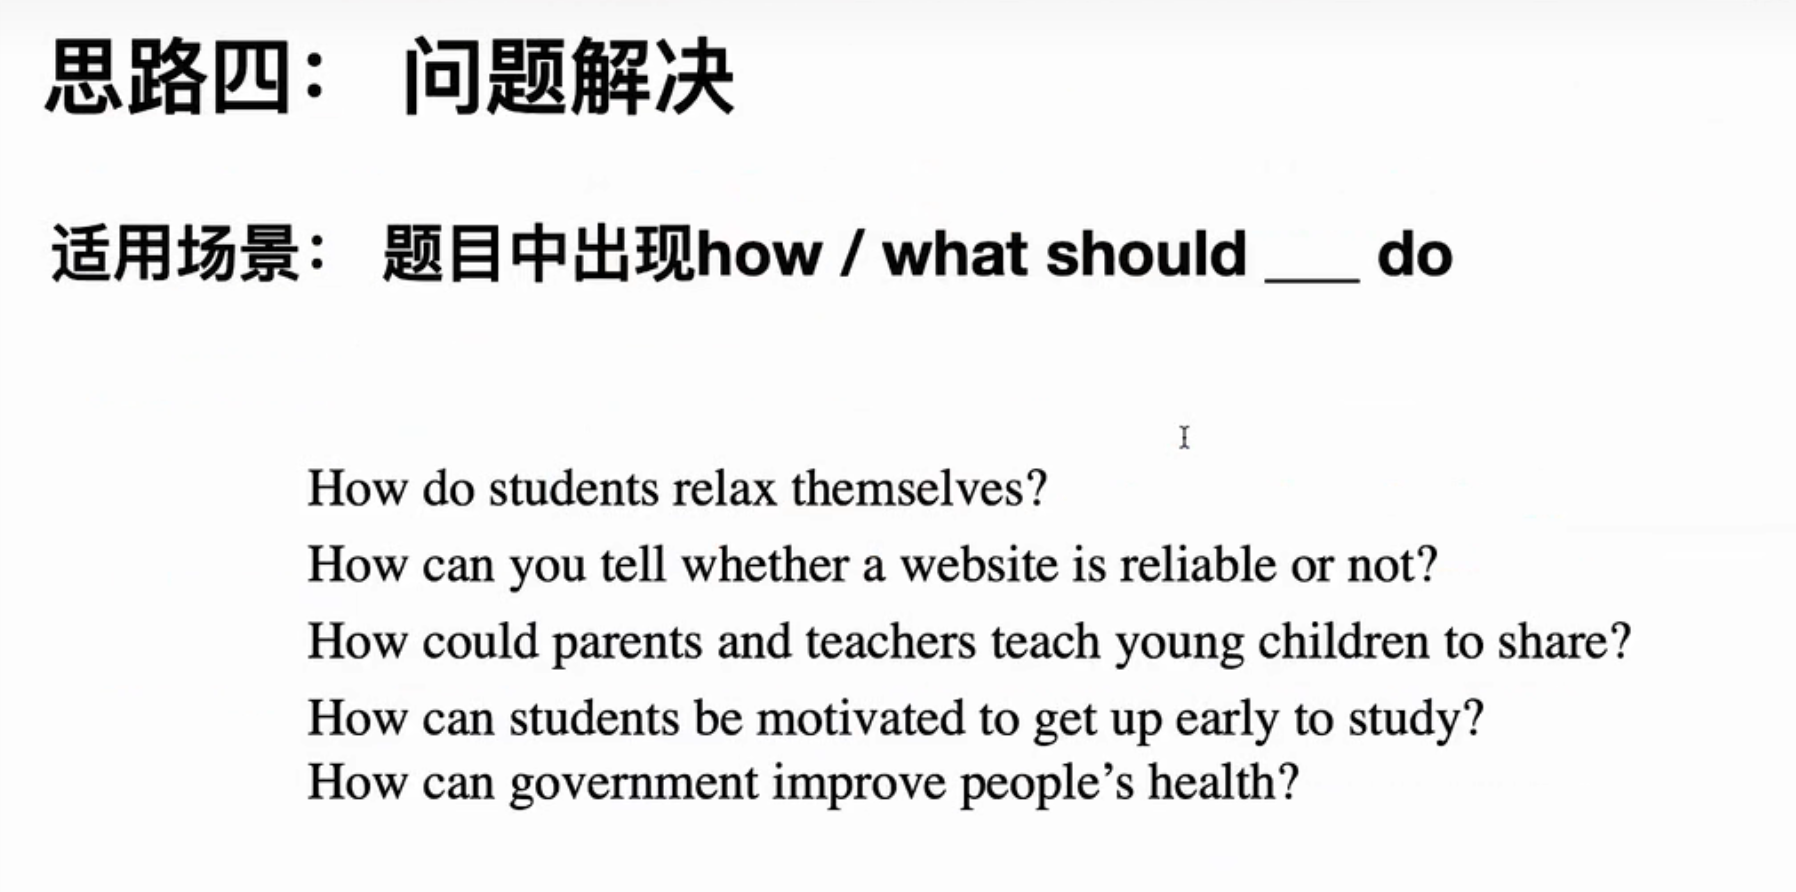 思路四： 问题解决
适用场景： 题目中出现how / what should ___ do
How do students relax themselves?
How can you tell whether a website is reliable or not?
How could parents and teachers teach young children to share?
How can students be motivated to get up early to study?
How can government improve people’s health?